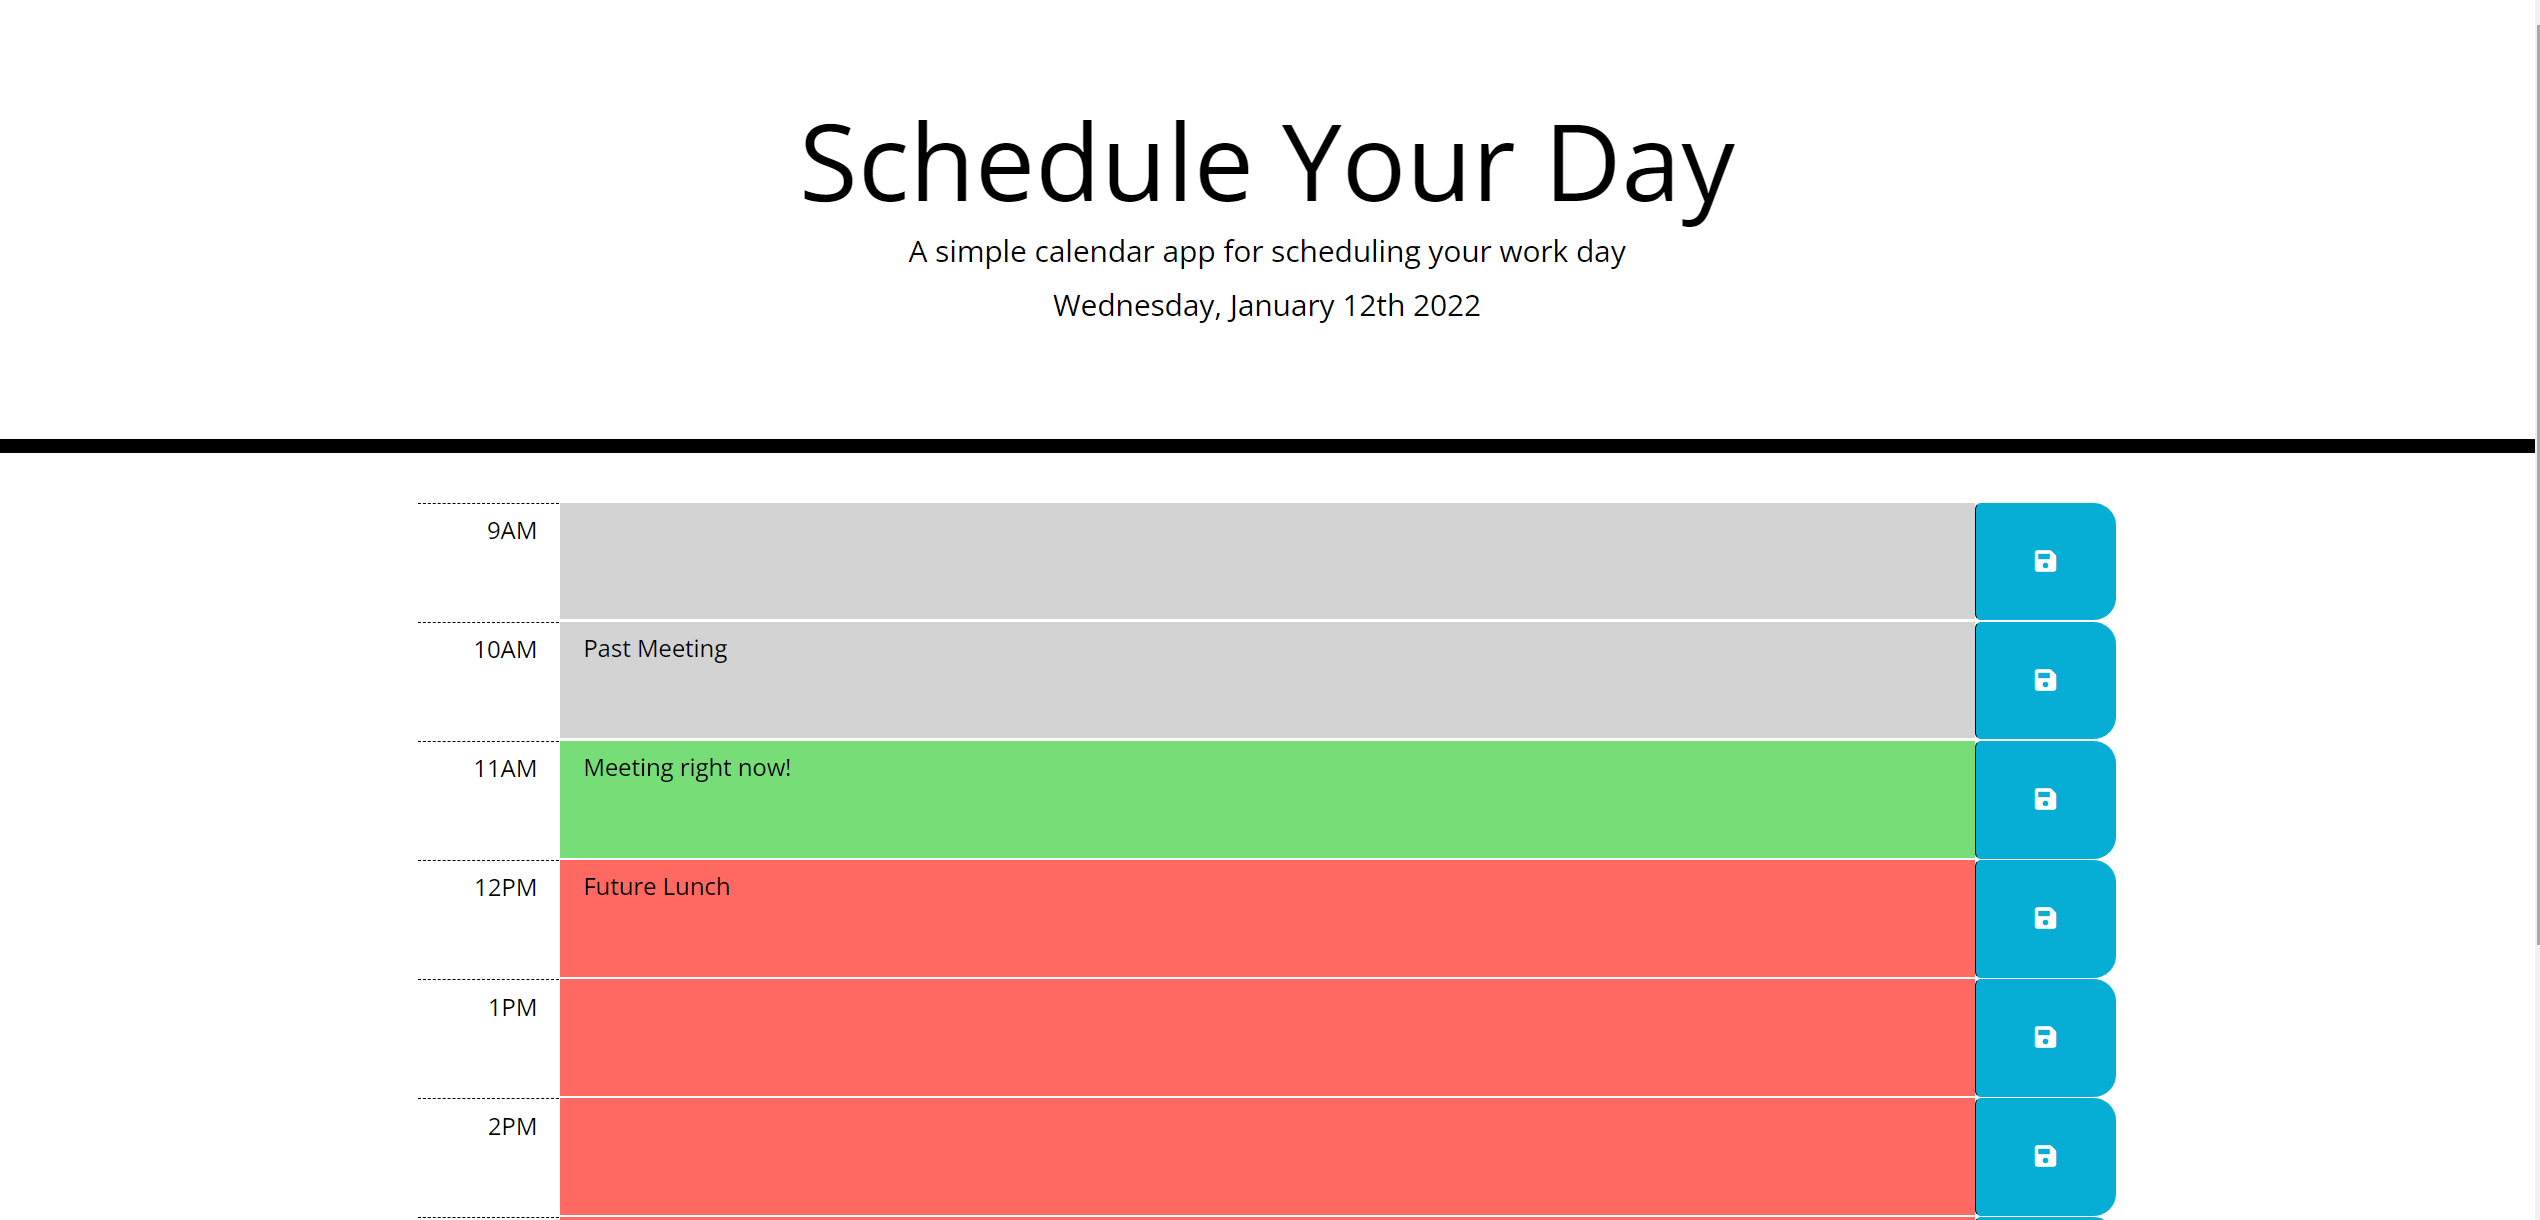 Schedule Your Day
A simple calendar app for scheduling your work day
Wednesday, January 12th 2022
9AM
10AM Past Meeting
11AM Meeting right now!
12PM Future Lunch
1PM
2PM